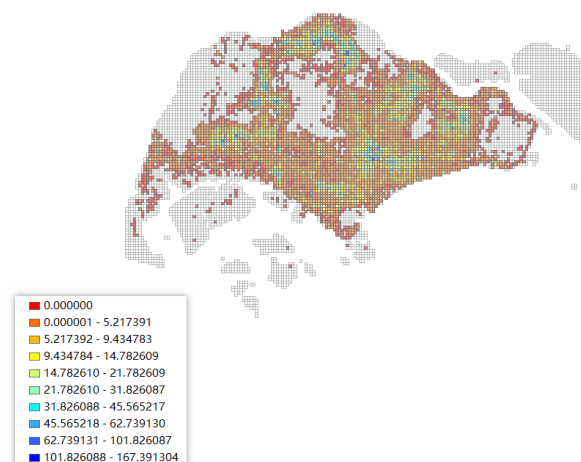 0.000000
0.000001 - 5.217391
5.217392 - 9.434783
9.434784 - 14.782609
14.782610 - 21.782609
21.782610 - 31.826087
31.826088 - 45.565217
45.565218 - 62.739130
62.739131 - 101.826087
101.826088 - 167.391304